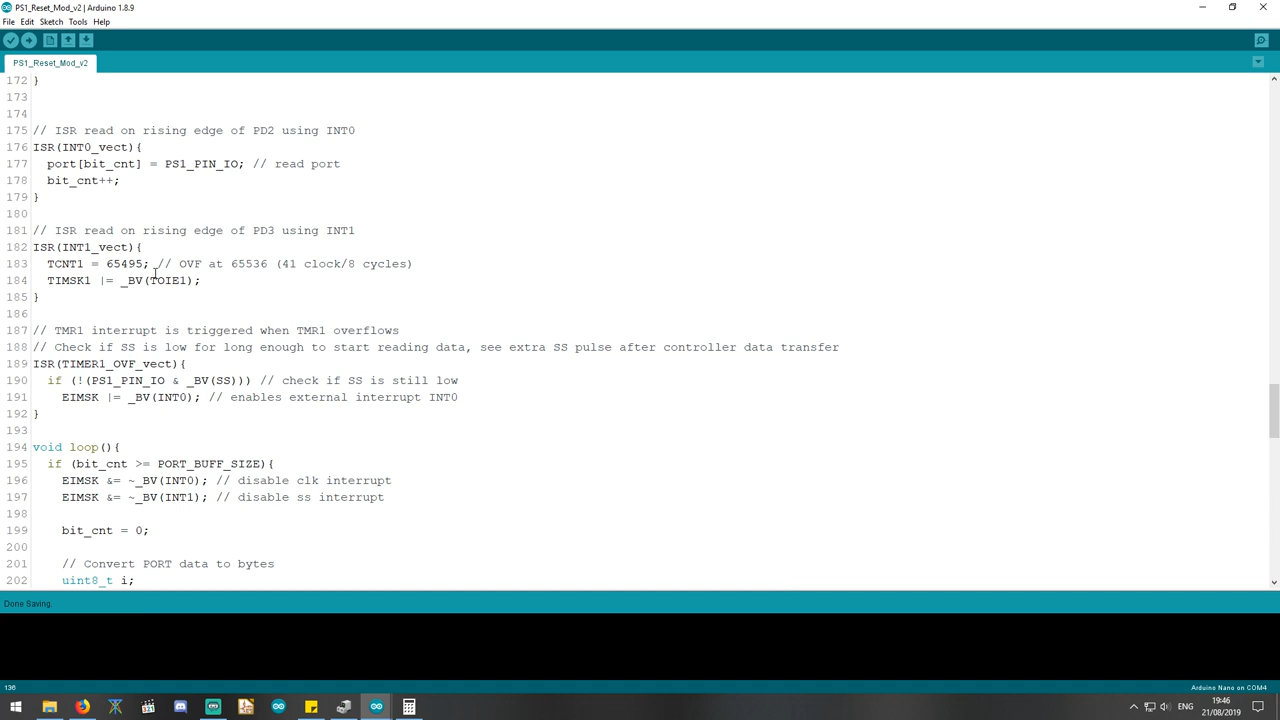 PS1_Reset_Mod_v2 | Arduino 1.8.9
File Edit Sketch Tools Help
PS1_Reset_Mod_v2
172 }
173
174
175 // ISR read on rising edge of PD2 using INT0
176 ISR(INT0_vect){
177 port[bit_cnt] = PS1_PIN_IO; // read port
178 bit_cnt++;
179 }
180
181 // ISR read on rising edge of PD3 using INT1
182 ISR(INT1_vect){
183 TCNT1 = 65495; // OVF at 65536 (41 clock/8 cycles)
184 TIMSK1 |= _BV(TOIE1);
185 }
186
187 // TMR1 interrupt is triggered when TMR1 overflows
188 // Check if SS is low for long enough to start reading data, see extra SS pulse after controller data transfer
189 ISR(TIMER1_OVF_vect){
190 if (!(PS1_PIN_IO & _BV(SS))) // check if SS is still low
191 EIMSK |= _BV(INT0); // enables external interrupt INT0
192 }
193
194 void loop(){
195 if (bit_cnt >= PORT_BUFF_SIZE){
196 EIMSK &= ~_BV(INT0); // disable clk interrupt
197 EIMSK &= ~_BV(INT1); // disable ss interrupt
198
199 bit_cnt = 0;
200
201 // Convert PORT data to bytes
202 uint8_t i;
Done Saving.
136
Arduino Nano on COM4
ENG
19:46
21/08/2019